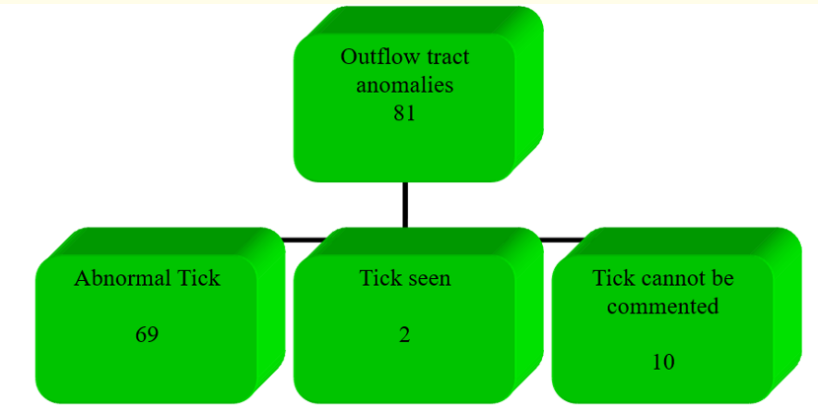 Outflow tract
anomalies
81
Abnormal Tick
69
Tick seen
2
Tick cannot be
commented
10